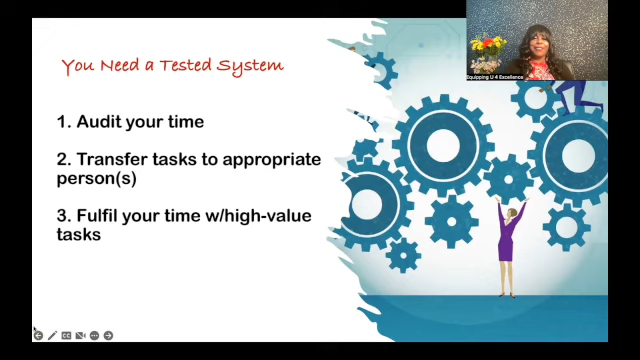 You Need a Tested System
Equipping U 4 Excellence
1. Audit your time
2. Transfer tasks to appropriate
person(s)
3. Fulfil your time w/high-value
tasks
CC